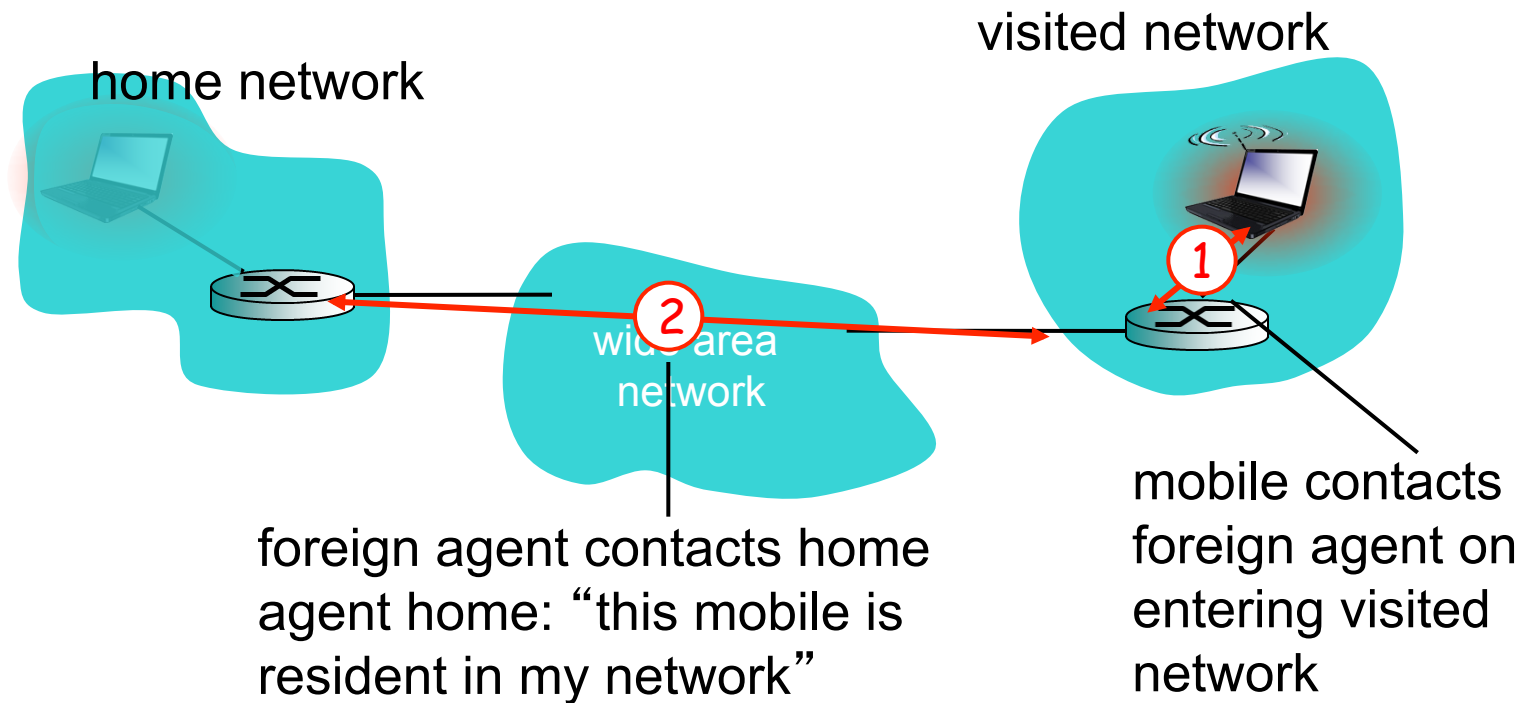 visited network
home network
1
2
wide area
network
mobile contacts
foreign agent on
entering visited
network
foreign agent contacts home
agent home: “this mobile is
resident in my network”